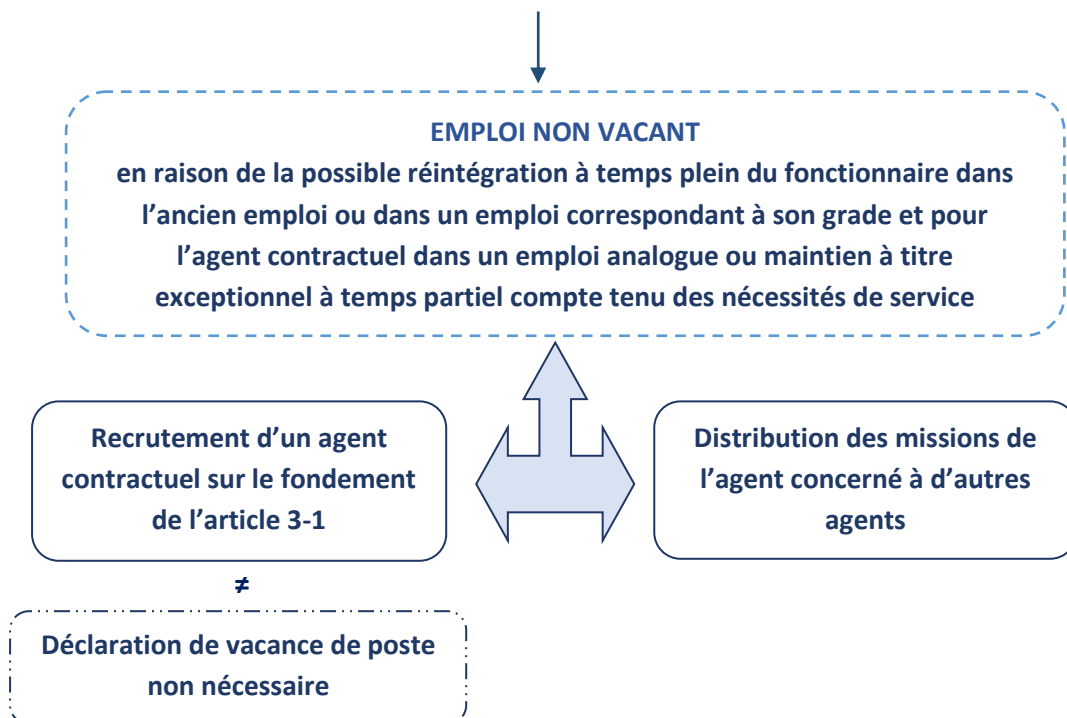 EMPLOI NON VACANT
en raison de la possible réintégration à temps plein du fonctionnaire dans
l’ancien emploi ou dans un emploi correspondant à son grade et pour
l’agent contractuel dans un emploi analogue ou maintien à titre
exceptionnel à temps partiel compte tenu des nécessités de service
Recrutement d’un agent
contractuel sur le fondement
de l’article 3-1
Distribution des missions de
l’agent concerné à d’autres
agents
≠
Déclaration de vacance de poste
non nécessaire